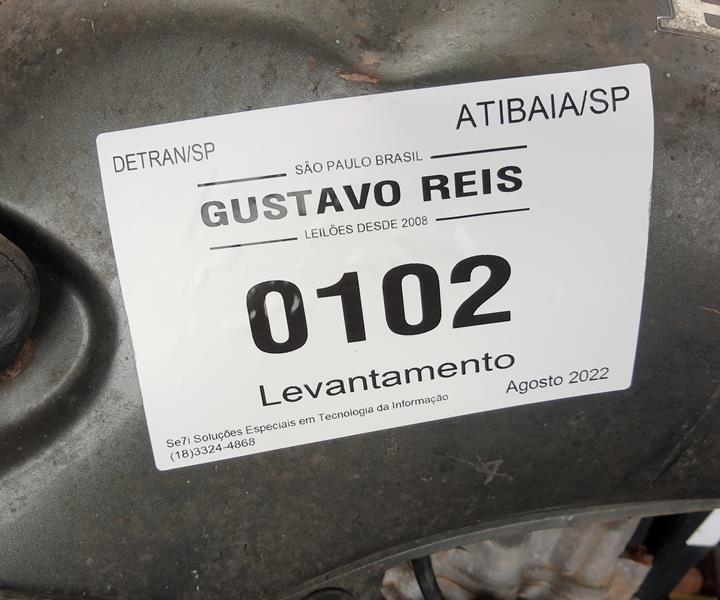 DETRAN/SP
ATIBAIA/SP
SÃO PAULO BRASIL
GUSTAVO REIS
LEILÕES DESDE 2008
0102
Levantamento
Agosto 2022
Se7i Soluções Especiais em Tecnologia da Informação
(18)3324-4868